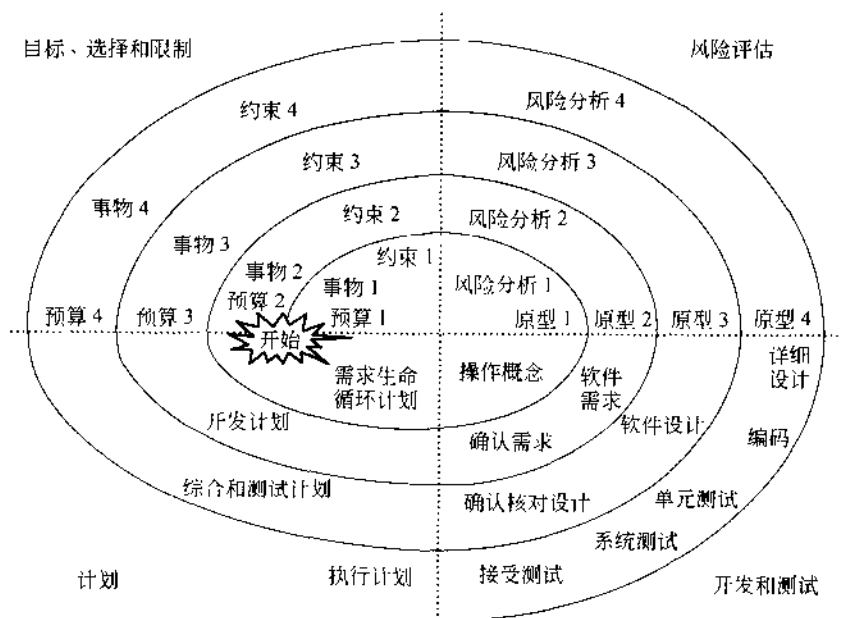 目标、选择和限制
风险评估
约束 4
风险分析 4
约束 3
风险分析 3
事物 4
约束 2
风险分析 2
事物 3
约束 1
事物 2
事物 1
风险分析 1
预算 4
预算 3
预算 2
预算 1
原型 1
原型 2
原型 3
原型 4
开始
详细
设计
需求生命
循环计划
操作概念
软件
需求
开发计划
确认需求
软件设计
编码
综合和测试计划
确认核对设计
单元测试
系统测试
计划
执行计划
接受测试
开发和测试